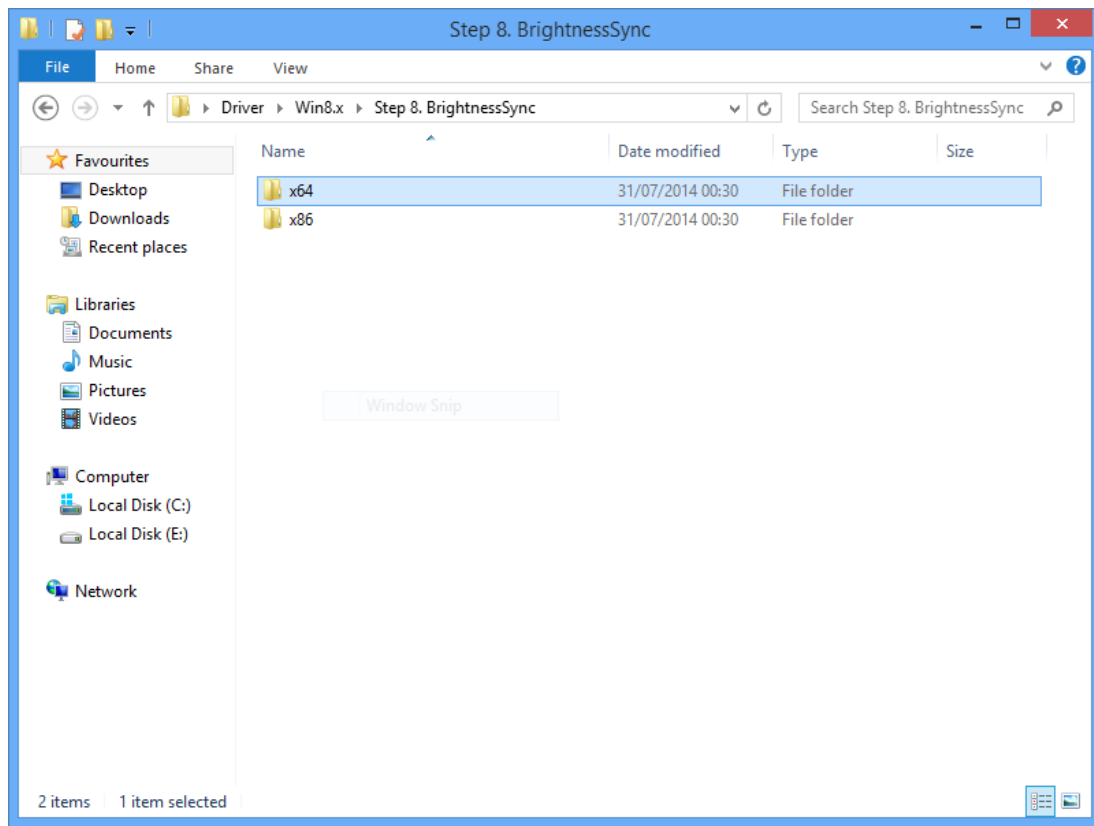 Step 8. BrightnessSync
File Home Share View
Driver Win8.x Step 8. BrightnessSync Search Step 8. BrightnessSync
Favourites
Desktop
Downloads
Recent places
Libraries
Documents
Music
Pictures
Videos
Computer
Local Disk (C:)
Local Disk (E:)
Network
Name Date modified Type Size
x64 31/07/2014 00:30 File folder
x86 31/07/2014 00:30 File folder
Window Snip
2 items 1 item selected